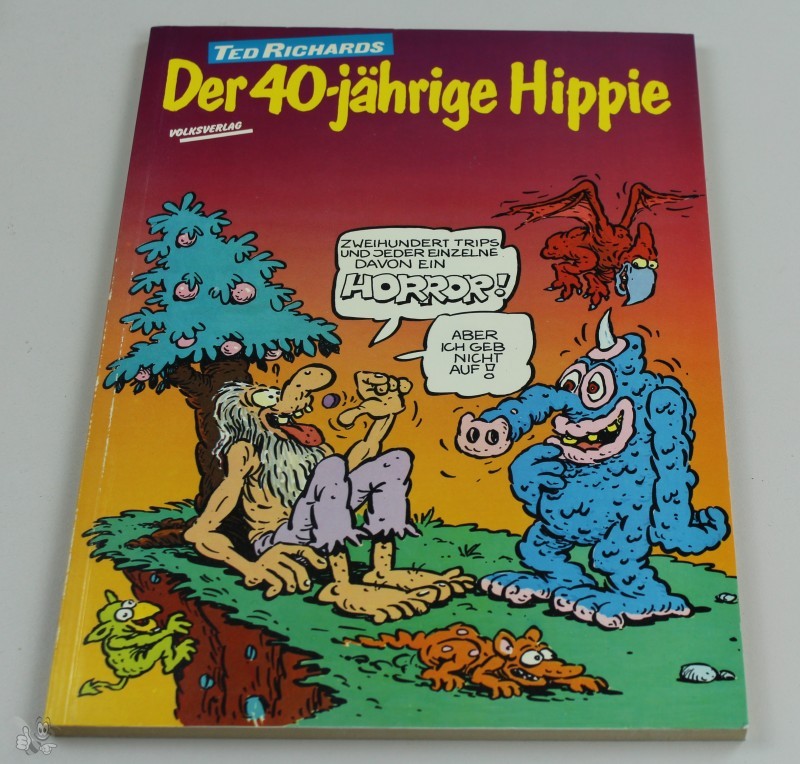 TED RICHARDS
Der 40-jährige Hippie
VOLKSVERLAG
ZWEIHUNDERT TRIPS
UND JEDER EINZELNE
DAVON EIN
HORROR!
ABER
ICH GEB
NICHT
AUF!